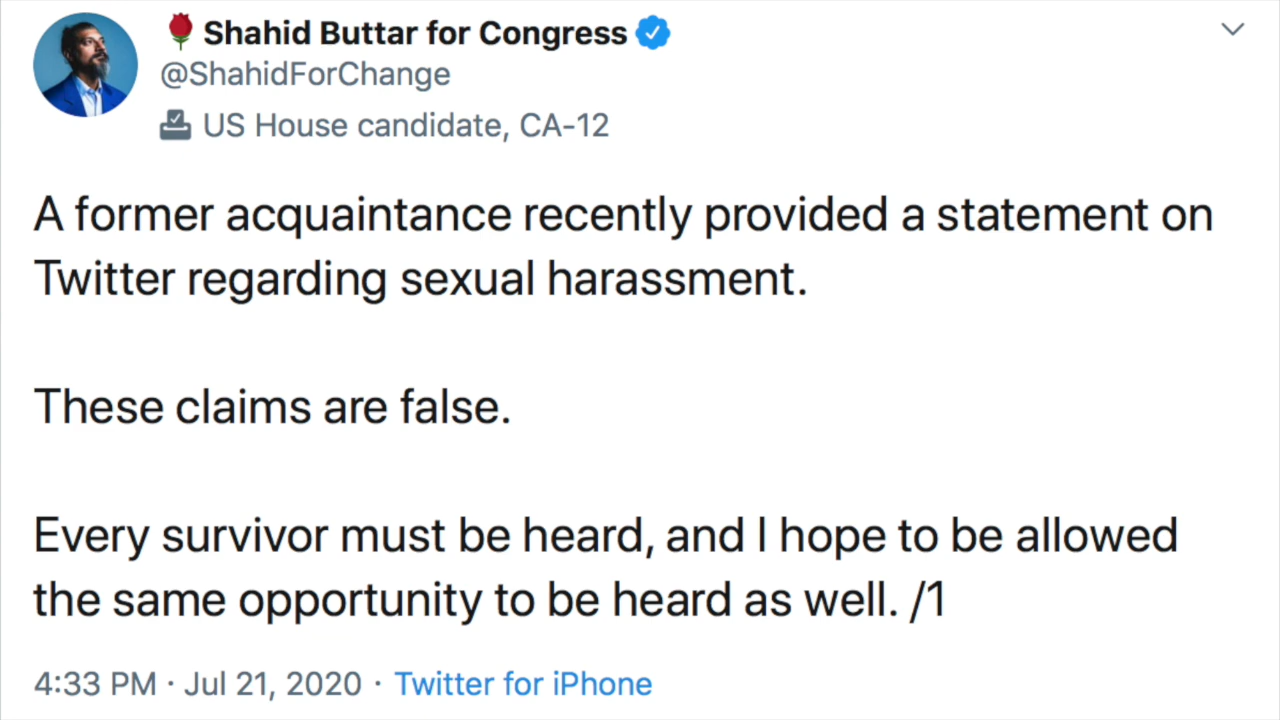 🌹Shahid Buttar for Congress
@ShahidForChange
US House candidate, CA-12
A former acquaintance recently provided a statement on
Twitter regarding sexual harassment.
These claims are false.
Every survivor must be heard, and I hope to be allowed
the same opportunity to be heard as well. /1
4:33 PM · Jul 21, 2020 · Twitter for iPhone